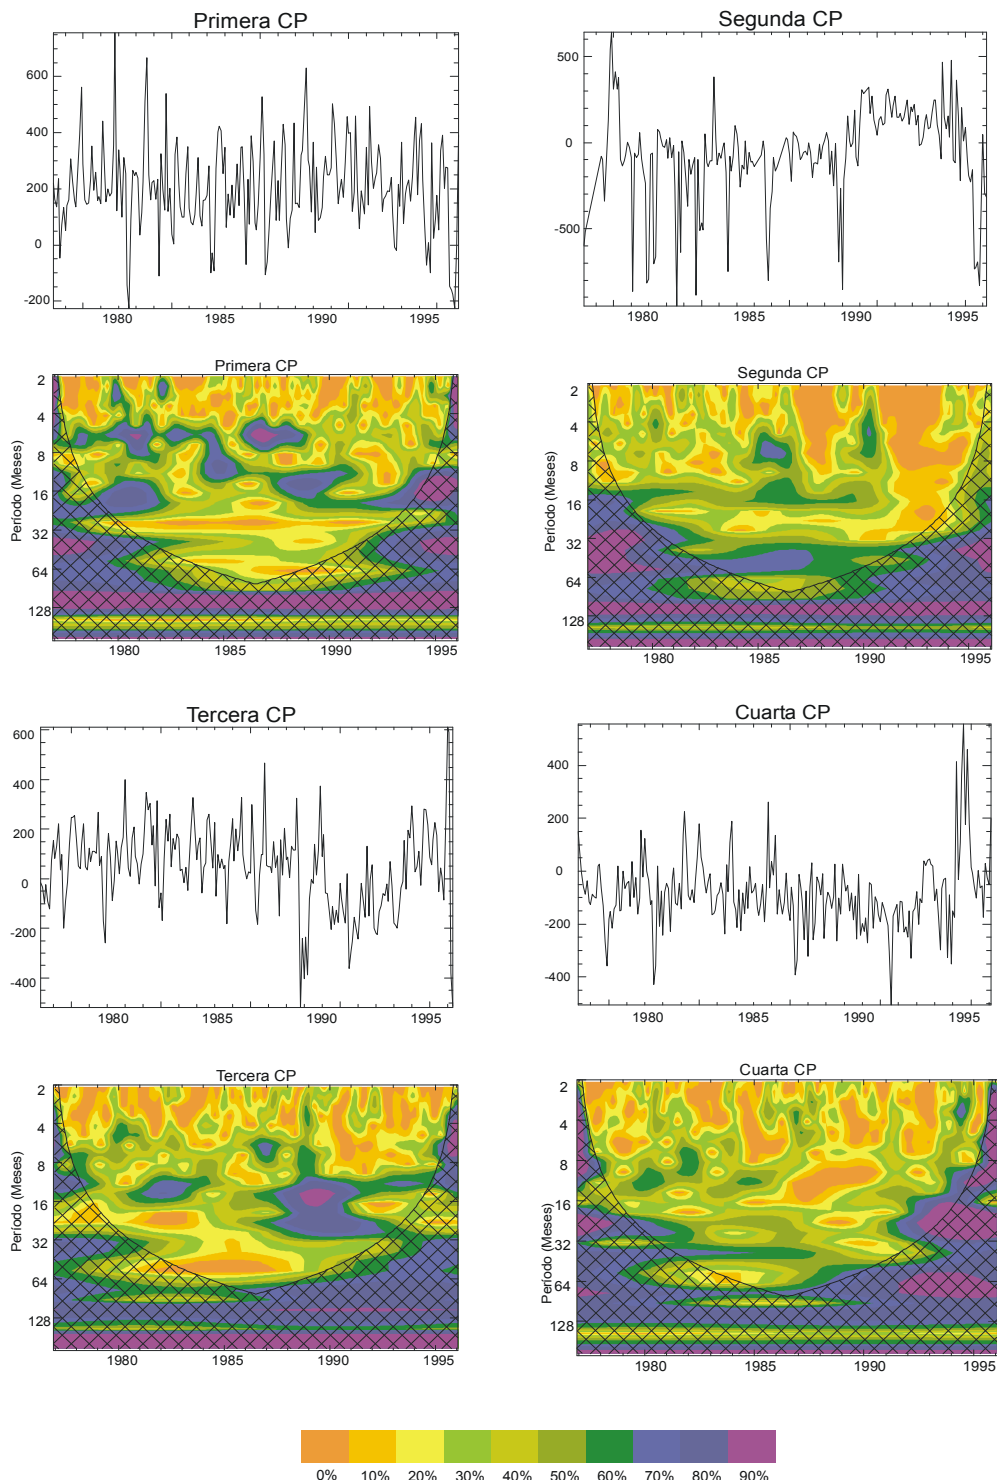 Primera CP
600
400
200
0
-200
1980 1985 1990 1995
Segunda CP
500
0
-500
1980 1985 1990 1995
Primera CP
Período (Meses)
2
4
8
16
32
64
128
1980 1985 1990 1995
Segunda CP
Período (Meses)
2
4
8
16
32
64
128
1980 1985 1990 1995
Tercera CP
600
400
200
0
-200
-400
1980 1985 1990 1995
Cuarta CP
400
200
0
-200
-400
1980 1985 1990 1995
Tercera CP
Período (Meses)
2
4
8
16
32
64
128
1980 1985 1990 1995
Cuarta CP
Período (Meses)
2
4
8
16
32
64
128
1980 1985 1990 1995
0% 10% 20% 30% 40% 50% 60% 70% 80% 90%